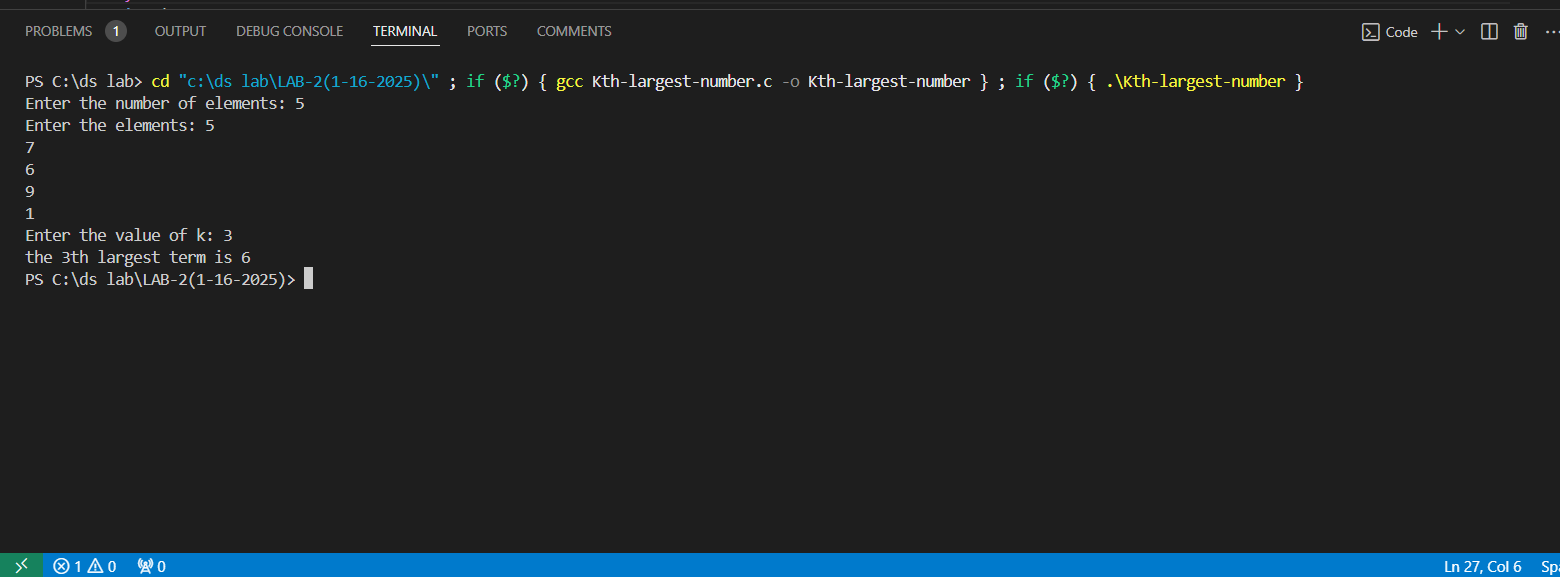 PROBLEMS 1 OUTPUT DEBUG CONSOLE TERMINAL PORTS COMMENTS Code
PS C:\ds lab> cd "c:\ds lab\LAB-2(1-16-2025)\" ; if ($?) { gcc Kth-largest-number.c -o Kth-largest-number } ; if ($?) { .\Kth-largest-number }
Enter the number of elements: 5
Enter the elements: 5
7
6
9
1
Enter the value of k: 3
the 3th largest term is 6
PS C:\ds lab\LAB-2(1-16-2025)>
1 0 0 Ln 27, Col 6